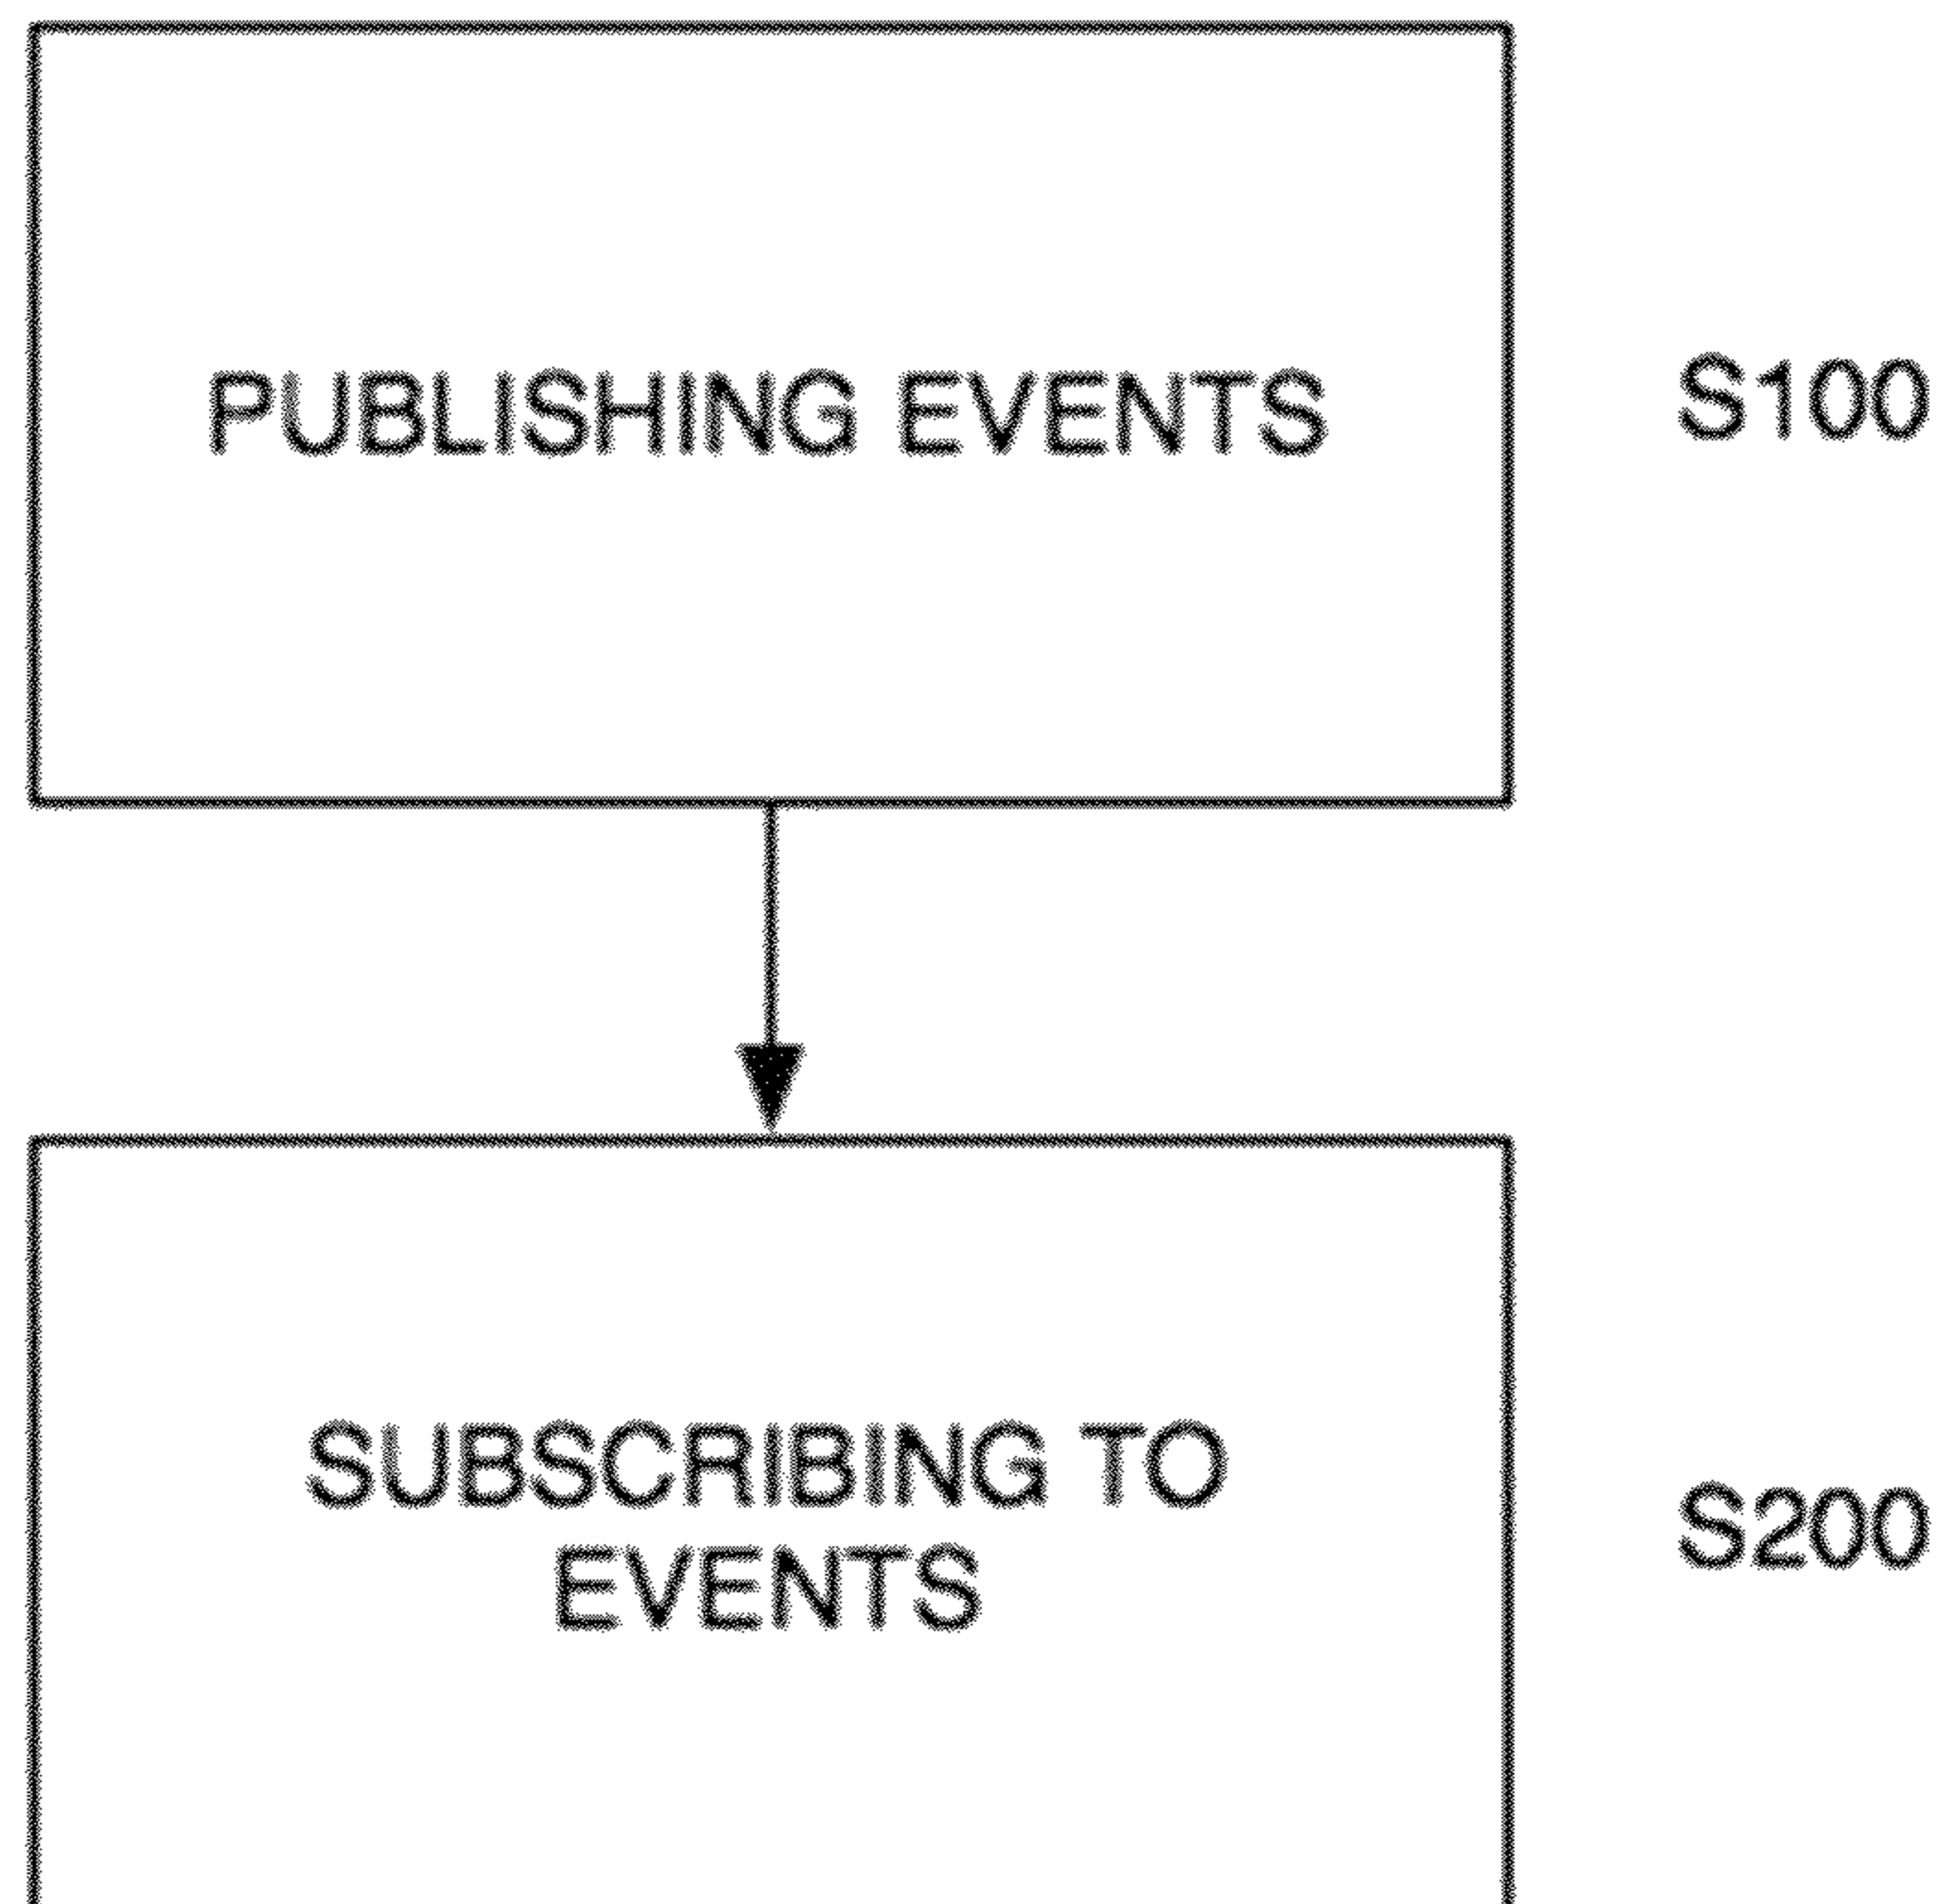 PUBLISHING EVENTS
S100
SUBSCRIBING TO
EVENTS
S200